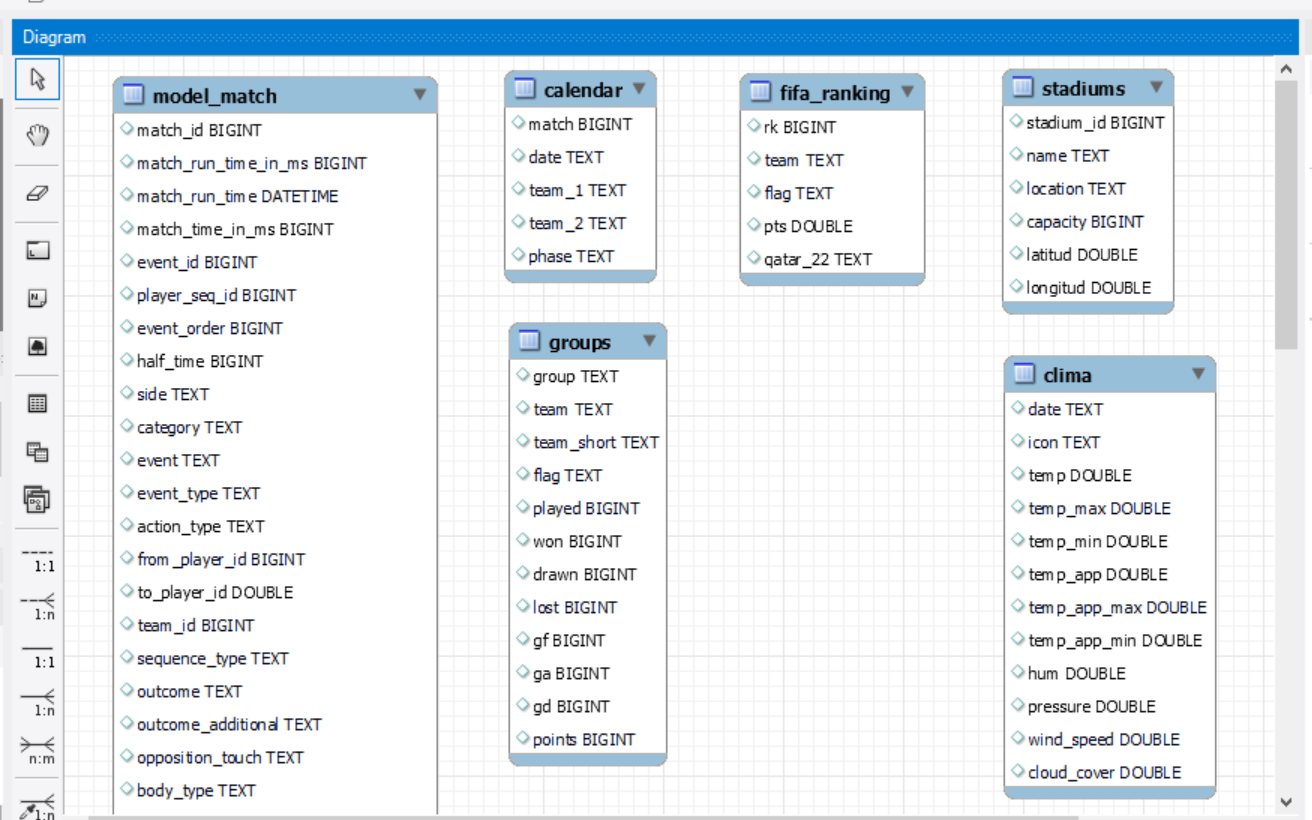 Diagram
model_match
match_id BIGINT
match_run_time_in_ms BIGINT
match_run_time DATETIME
match_time_in_ms BIGINT
event_id BIGINT
player_seq_id BIGINT
event_order BIGINT
half_time BIGINT
side TEXT
category TEXT
event TEXT
event_type TEXT
action_type TEXT
from_player_id BIGINT
to_player_id DOUBLE
team_id BIGINT
sequence_type TEXT
outcome TEXT
outcome_additional TEXT
opposition_touch TEXT
body_type TEXT
calendar
match BIGINT
date TEXT
team_1 TEXT
team_2 TEXT
phase TEXT
groups
group TEXT
team TEXT
team_short TEXT
flag TEXT
played BIGINT
won BIGINT
drawn BIGINT
lost BIGINT
gf BIGINT
ga BIGINT
gd BIGINT
points BIGINT
fifa_ranking
rk BIGINT
team TEXT
flag TEXT
pts DOUBLE
qatar_22 TEXT
stadiums
stadium_id BIGINT
name TEXT
location TEXT
capacity BIGINT
latitud DOUBLE
longitud DOUBLE
clima
date TEXT
icon TEXT
temp DOUBLE
temp_max DOUBLE
temp_min DOUBLE
temp_app DOUBLE
temp_app_max DOUBLE
temp_app_min DOUBLE
hum DOUBLE
pressure DOUBLE
wind_speed DOUBLE
cloud_cover DOUBLE
1:1
1:n
1:1
1:n
n:m
1:n